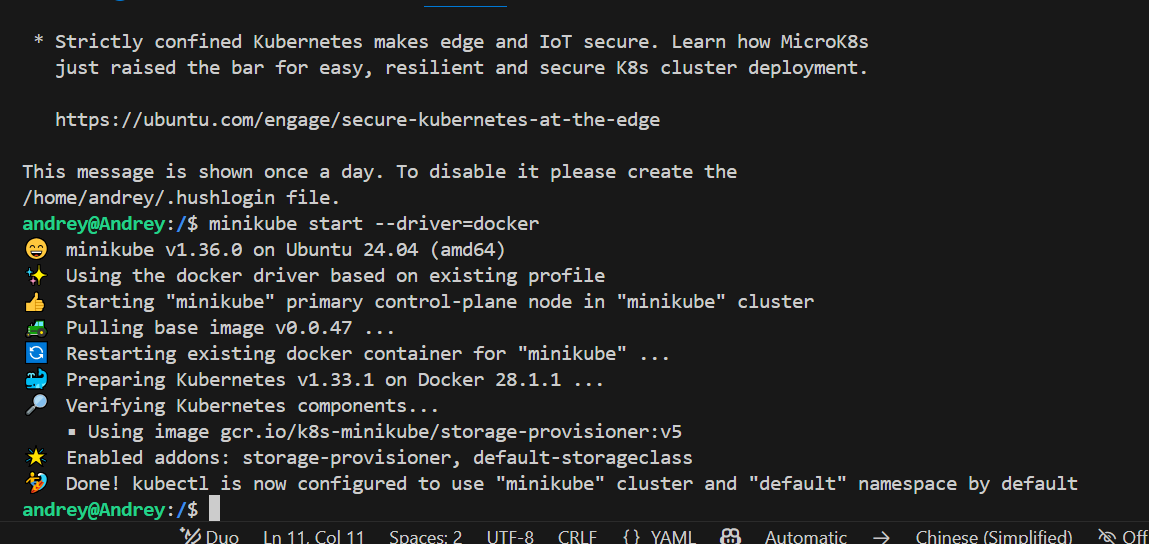 * Strictly confined Kubernetes makes edge and IoT secure. Learn how MicroK8s
just raised the bar for easy, resilient and secure K8s cluster deployment.
https://ubuntu.com/engage/secure-kubernetes-at-the-edge
This message is shown once a day. To disable it please create the
/home/andrey/.hushlogin file.
andrey@Andrey:/$ minikube start --driver=docker
😄 minikube v1.36.0 on Ubuntu 24.04 (amd64)
✨ Using the docker driver based on existing profile
👍 Starting "minikube" primary control-plane node in "minikube" cluster
🚜 Pulling base image v0.0.47 ...
🔄 Restarting existing docker container for "minikube" ...
🐳 Preparing Kubernetes v1.33.1 on Docker 28.1.1 ...
🔎 Verifying Kubernetes components...
▪ Using image gcr.io/k8s-minikube/storage-provisioner:v5
🌟 Enabled addons: storage-provisioner, default-storageclass
🏄 Done! kubectl is now configured to use "minikube" cluster and "default" namespace by default
andrey@Andrey:/$
Duo Ln 11, Col 11 Spaces: 2 UTF-8 CRLF {} YAML Automatic → Chinese (Simplified) Off